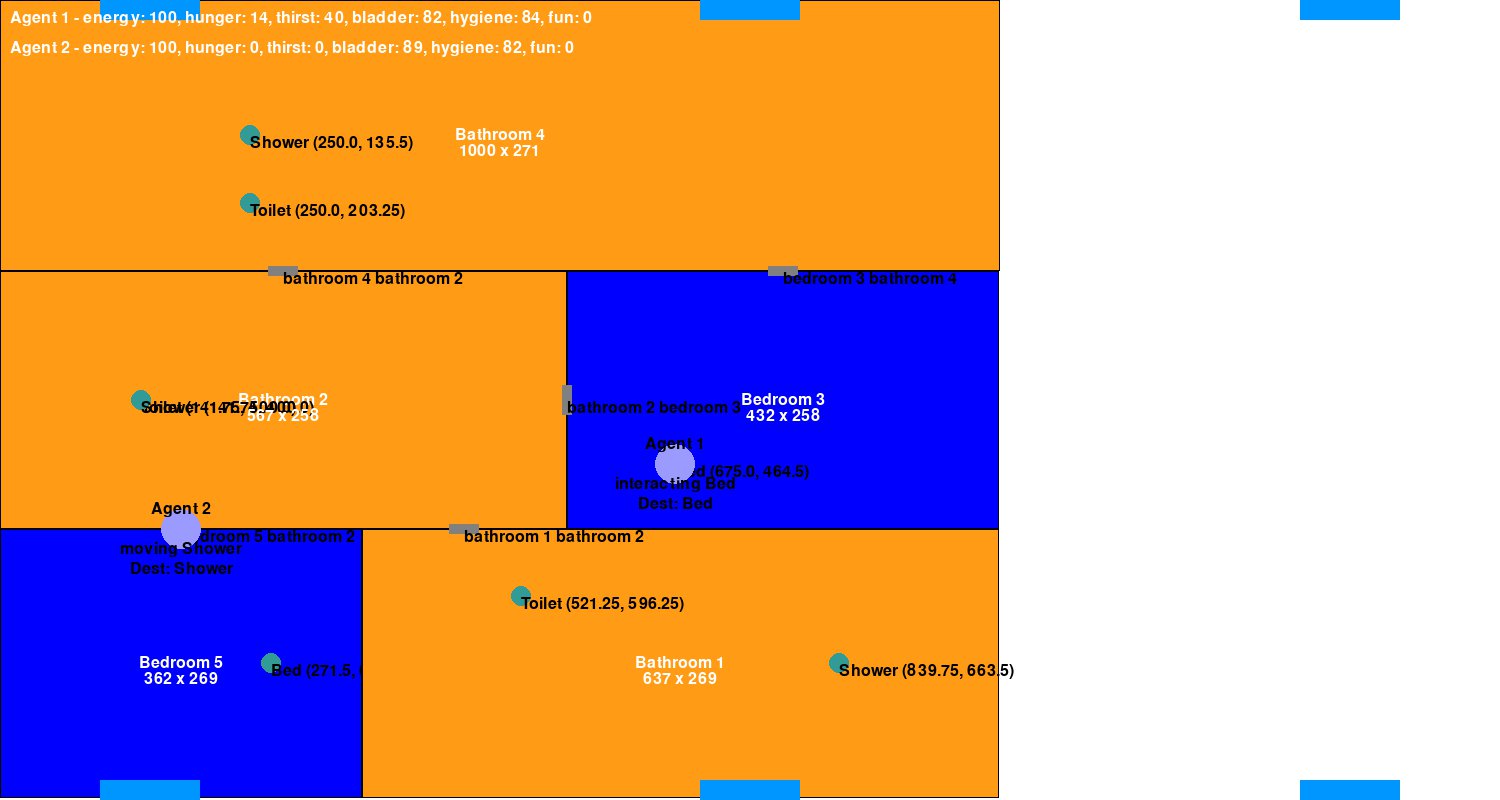 Agent 1 - energy: 100, hunger: 14, thirst: 40, bladder: 82, hygiene: 84, fun: 0
Agent 2 - energy: 100, hunger: 0, thirst: 0, bladder: 89, hygiene: 82, fun: 0
Shower (250.0, 135.5)
Bathroom 4
1000 x 271
Toilet (250.0, 203.25)
bathroom 4 bathroom 2
bedroom 3 bathroom 4
Bathroom 2
567 x 258
bathroom 2 bedroom 3
Bedroom 3
432 x 258
Agent 1
(675.0, 464.5)
interacting Bed
Dest: Bed
Agent 2
5 bathroom 2
moving Shower
Dest: Shower
bathroom 1 bathroom 2
Toilet (521.25, 596.25)
Bedroom 5
362 x 269
Bed (271.5,
Bathroom 1
637 x 269
Shower (839.75, 663.5)